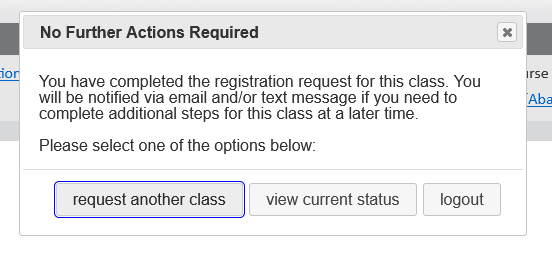 No Further Actions Required
tion
urse
(Aba
You have completed the registration request for this class. You
will be notified via email and/or text message if you need to
complete additional steps for this class at a later time.
Please select one of the options below:
request another class
view current status
logout